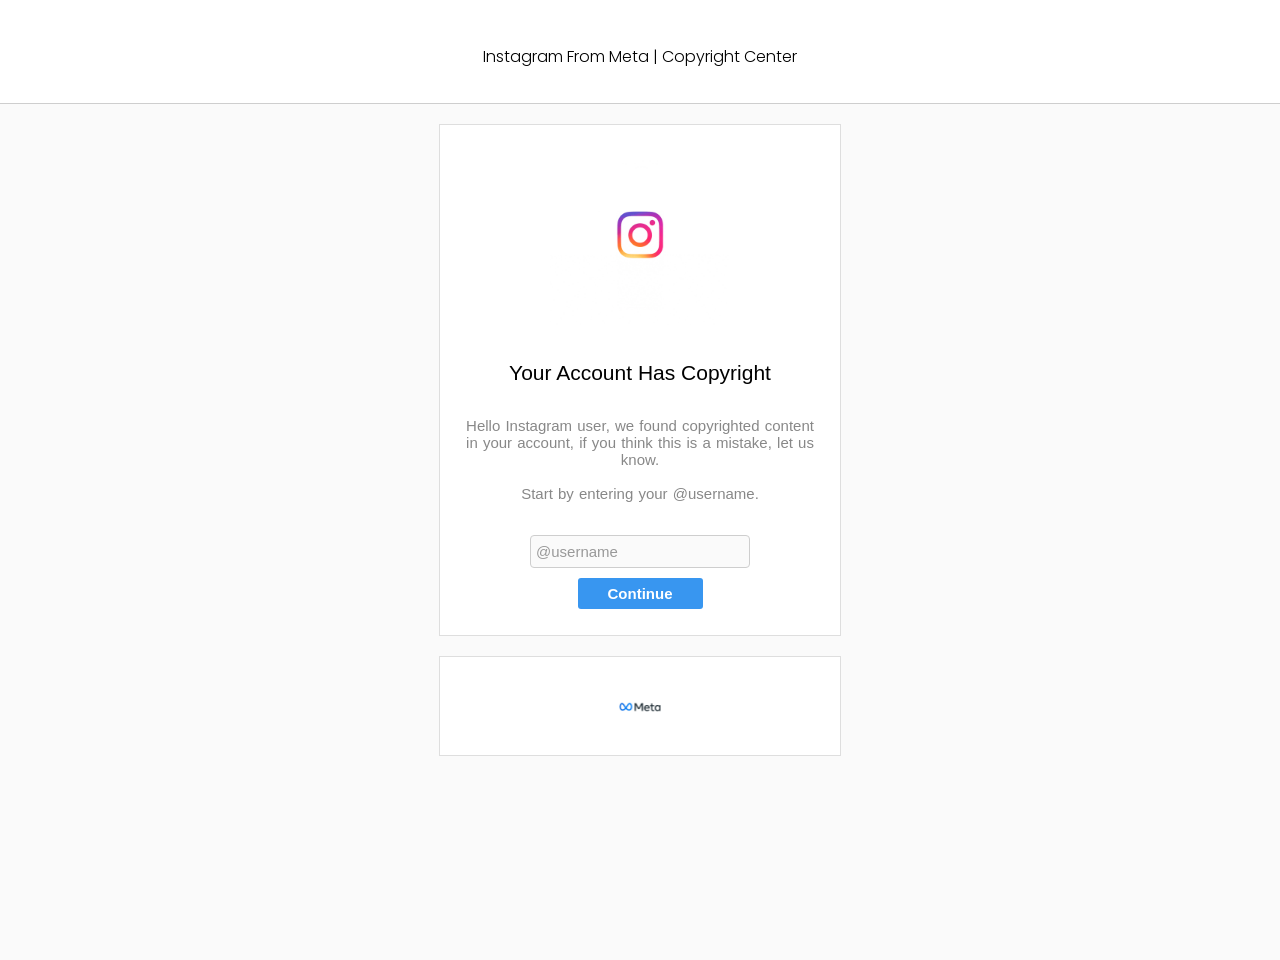 Instagram From Meta | Copyright Center
Your Account Has Copyright
Hello Instagram user, we found copyrighted content
in your account, if you think this is a mistake, let us
know.
Start by entering your @username.
@username
Continue
Meta